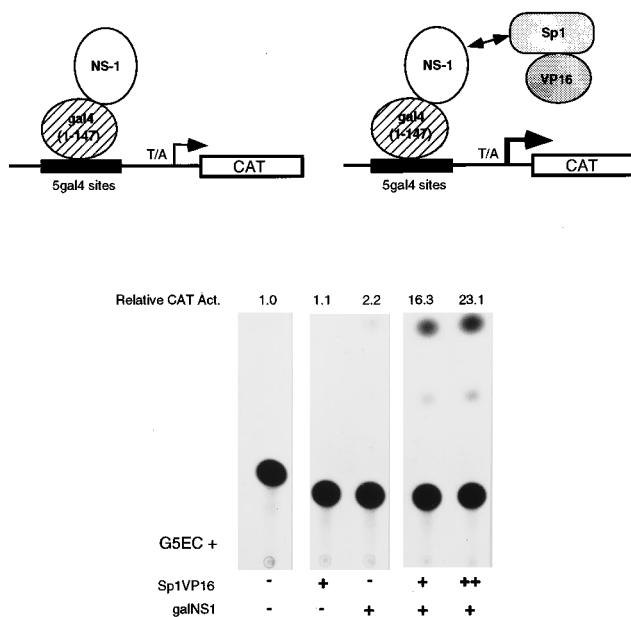 NS-1
gal4
(1-147)
T/A
CAT
5gal4 sites
NS-1
Sp1
VP16
gal4
(1-147)
T/A
CAT
5gal4 sites
Relative CAT Act. 1.0 1.1 2.2 16.3 23.1
G5EC +
Sp1VP16 - + - + ++
galNS1 - - + + +